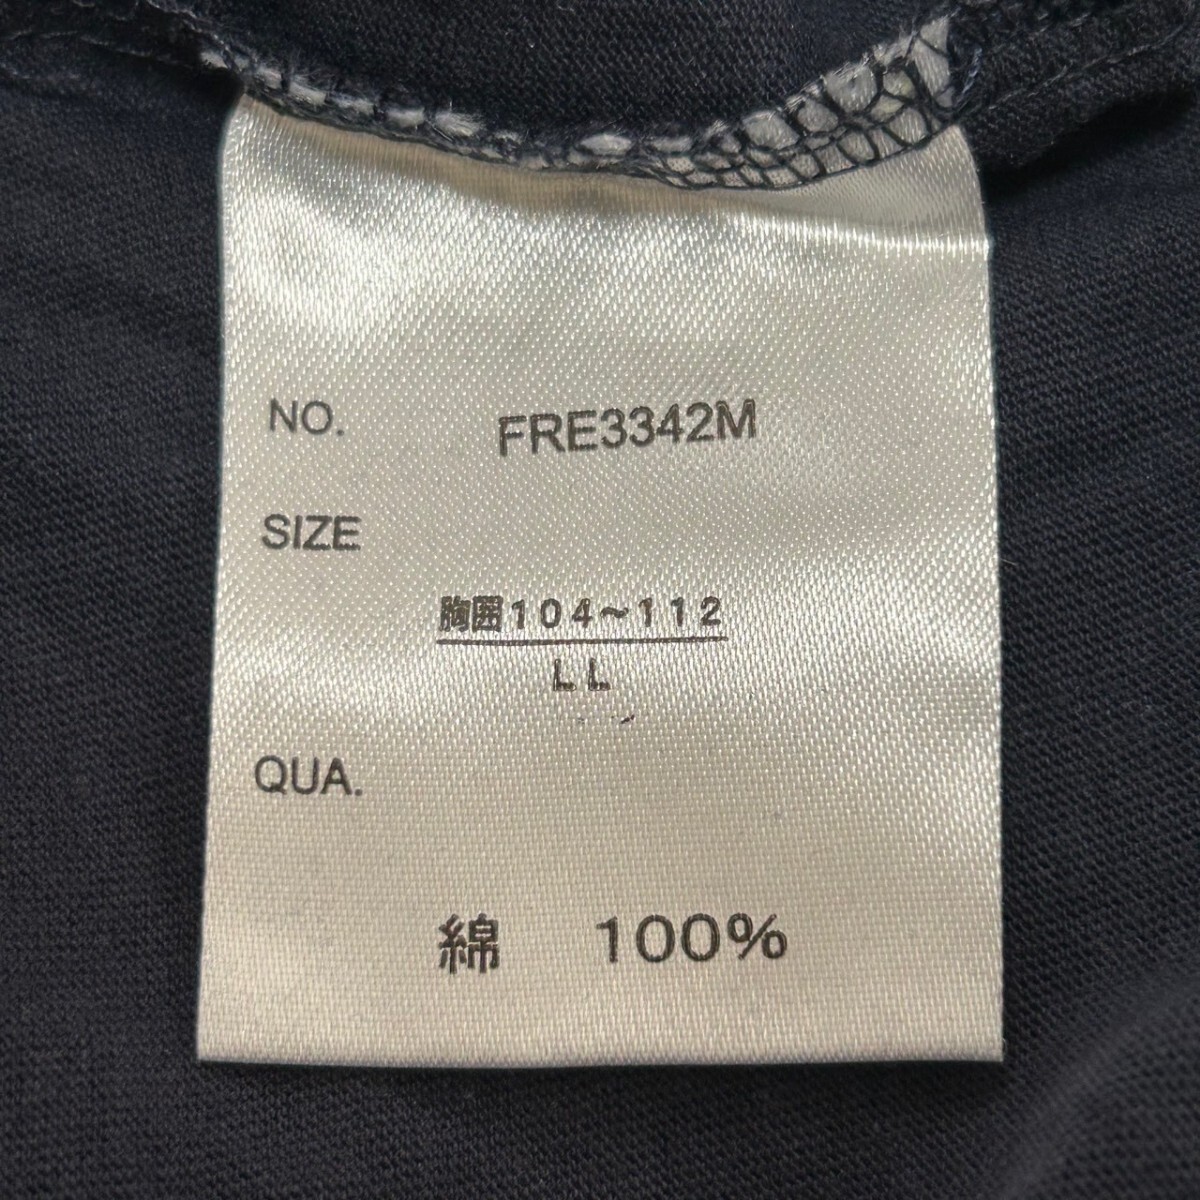 NO. FRE3342M
SIZE
胸囲104~112
LL
QUA.
綿 100%